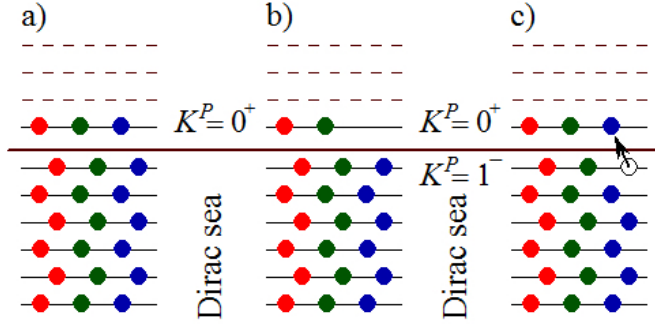 a)
b)
c)
K^P = 0^+
K^P = 0^+
K^P = 1^-
Dirac sea
Dirac sea